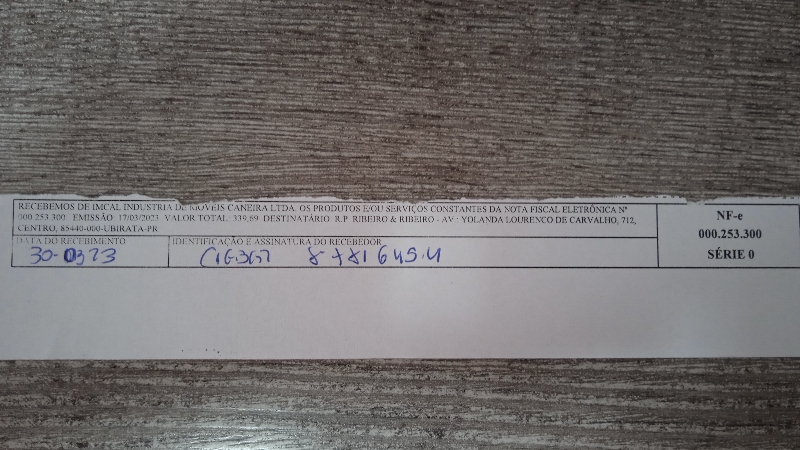 RECEBEMOS DE IMCAL INDUSTRIA DE MOVEIS CANEIRA LTDA. OS PRODUTOS E/OU SERVIÇOS CONSTANTES DA NOTA FISCAL ELETRÔNICA Nº
000.253.300 EMISSÃO: 17/03/2023 VALOR TOTAL: 339,69 DESTINATÁRIO: R.P RIBEIRO & RIBEIRO - AV : YOLANDA LOURENCO DE CARVALHO, 712,
CENTRO, 85440-000-UBIRATA-PR
DATA DO RECEBIMENTO
30-0323
IDENTIFICAÇÃO E ASSINATURA DO RECEBEDOR
8781645.4
NF-e
000.253.300
SÉRIE 0